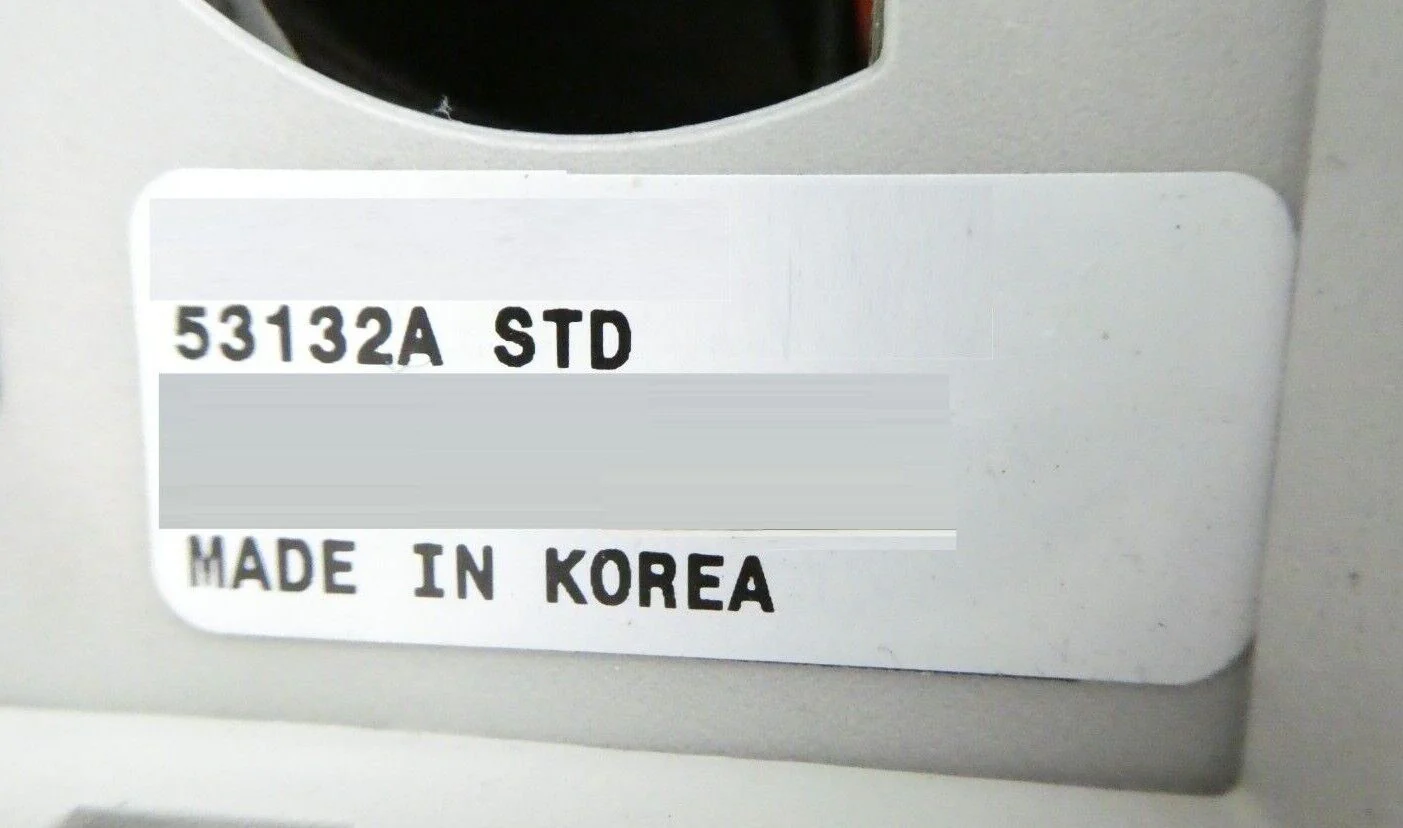 53132A STD
MADE IN KOREA